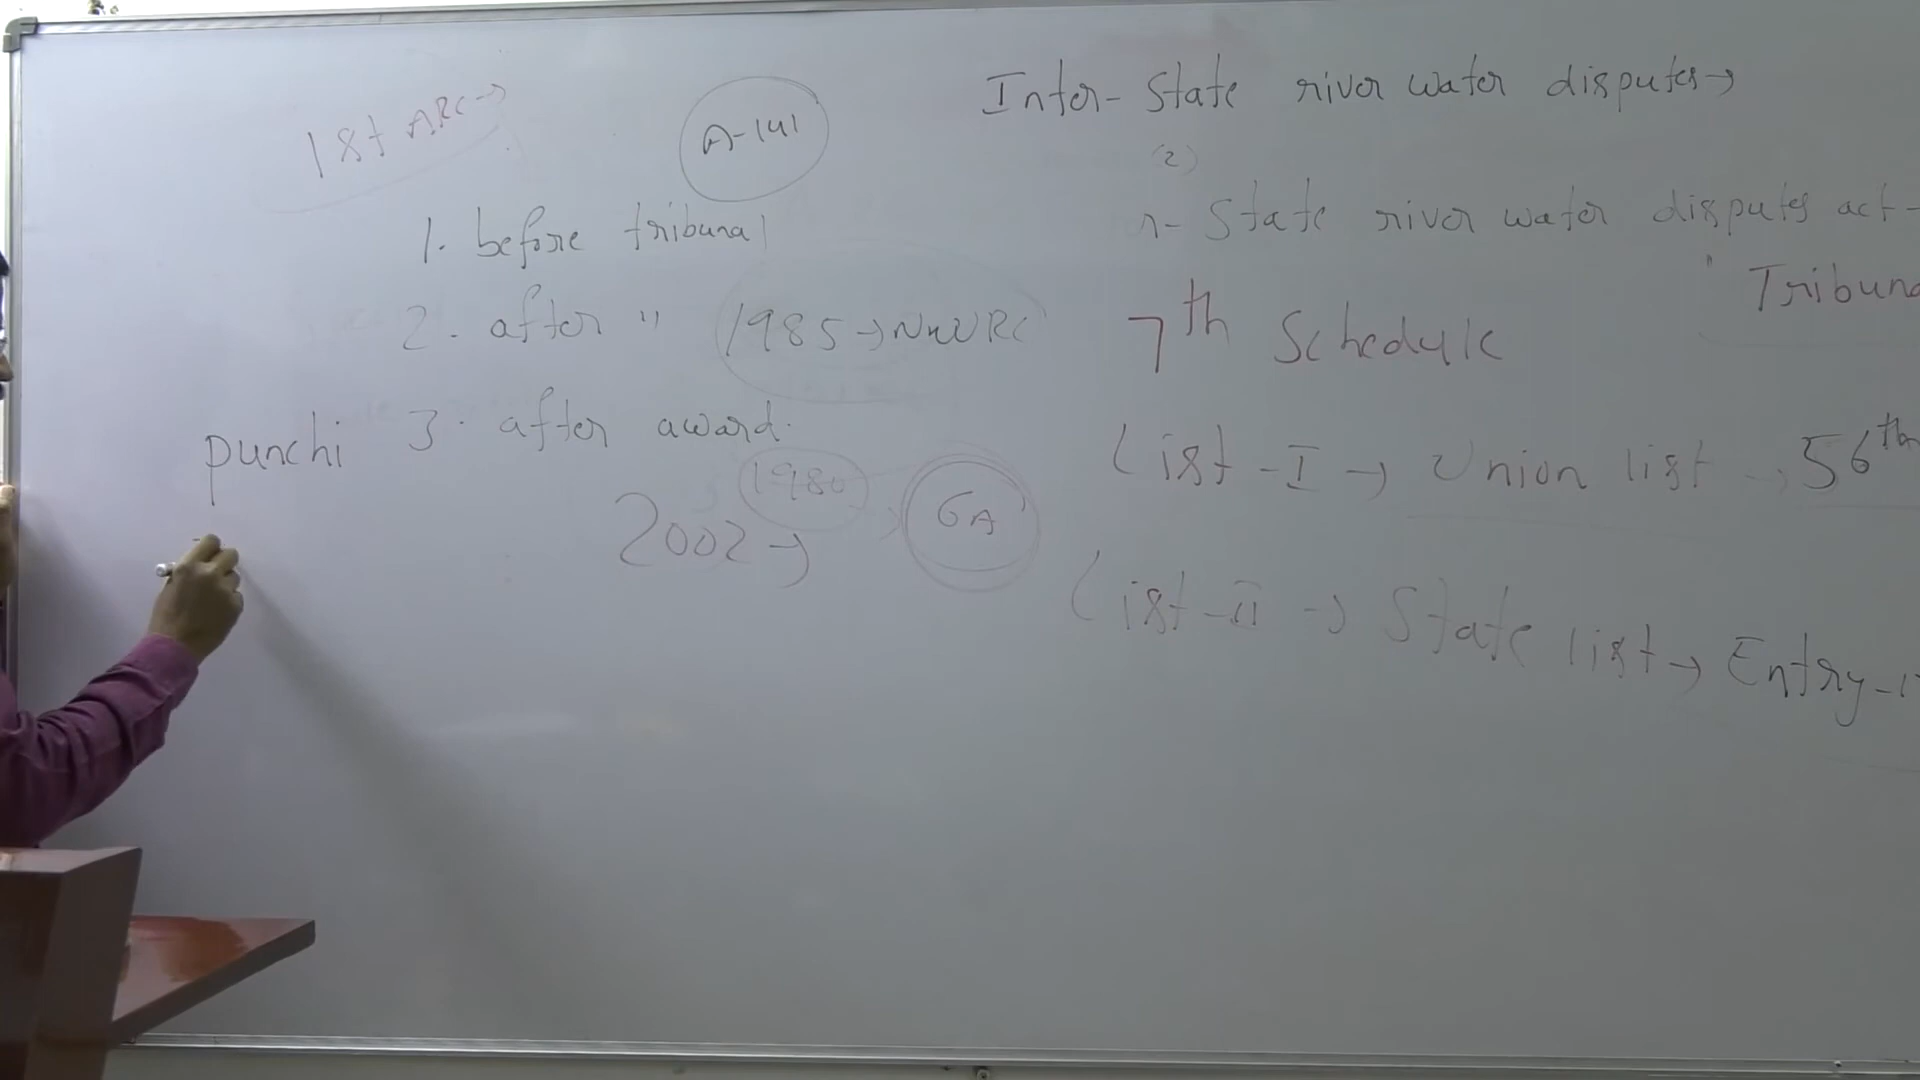 1st ARC→
A-141
1. before tribunal
2. after "
1985→NWRC
punchi
3. after award.
1980
2002→
GA
Inter-State river water disputes→
(2)
r-State river water disputes act-
Tribuna
7th Schedule
List-I→Union list→56th
List-II→State list→Entry-1